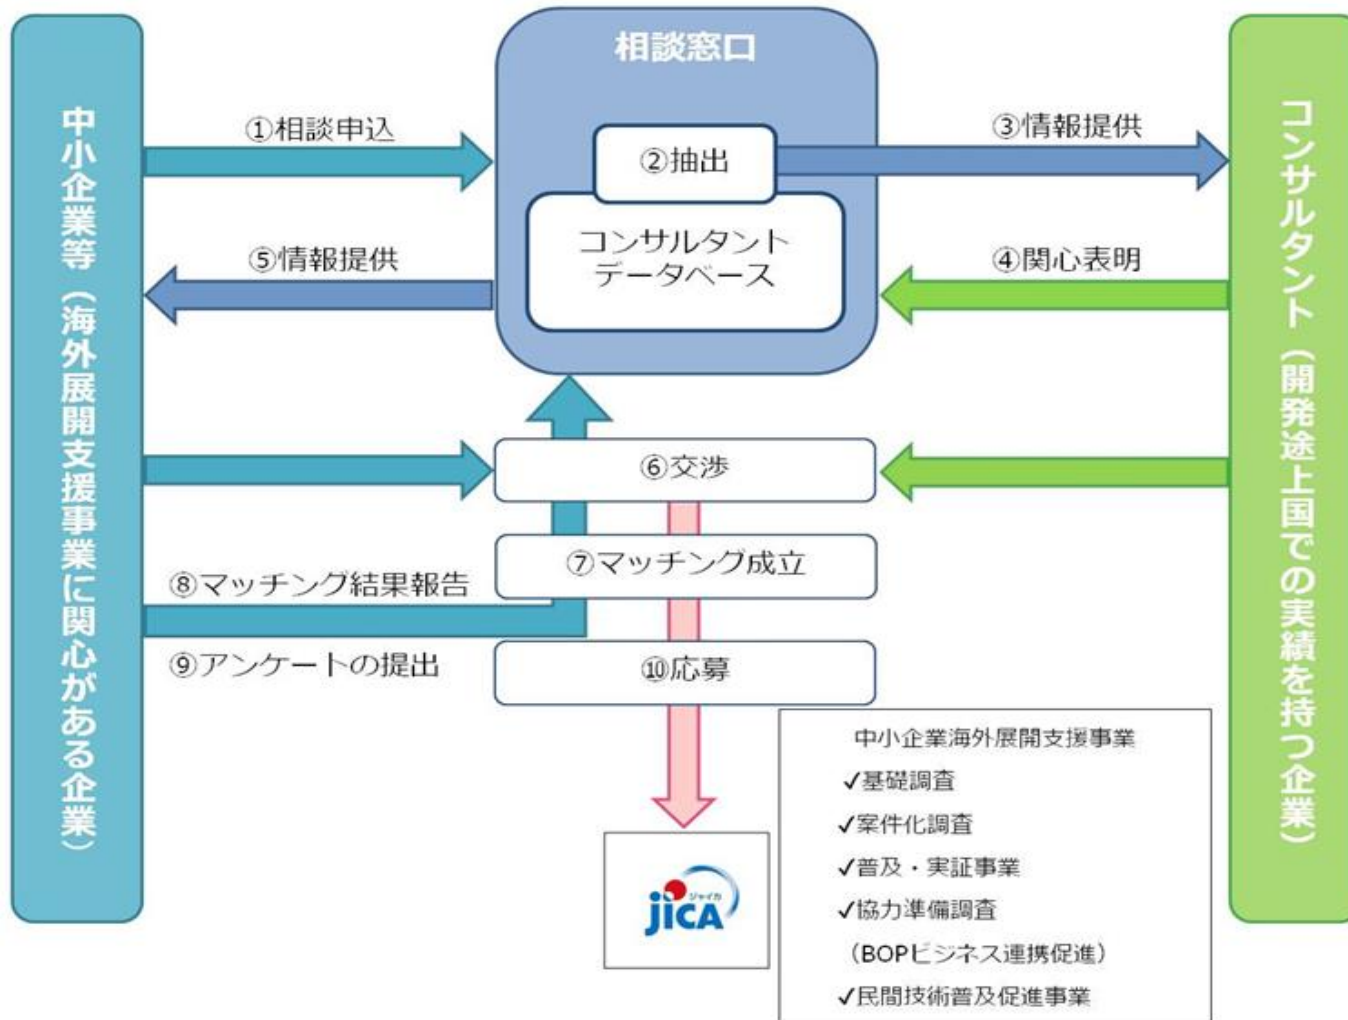 中小企業等（海外展開支援事業に関心がある企業）
相談窓口
コンサルタント（開発途上国での実績を持つ企業）
①相談申込
②抽出
③情報提供
コンサルタント
データベース
⑤情報提供
④関心表明
⑥交渉
⑦マッチング成立
⑧マッチング結果報告
⑨アンケートの提出
⑩応募
中小企業海外展開支援事業
✓基礎調査
✓案件化調査
✓普及・実証事業
✓協力準備調査
（BOPビジネス連携促進）
✓民間技術普及促進事業
ジャイカ
jICA